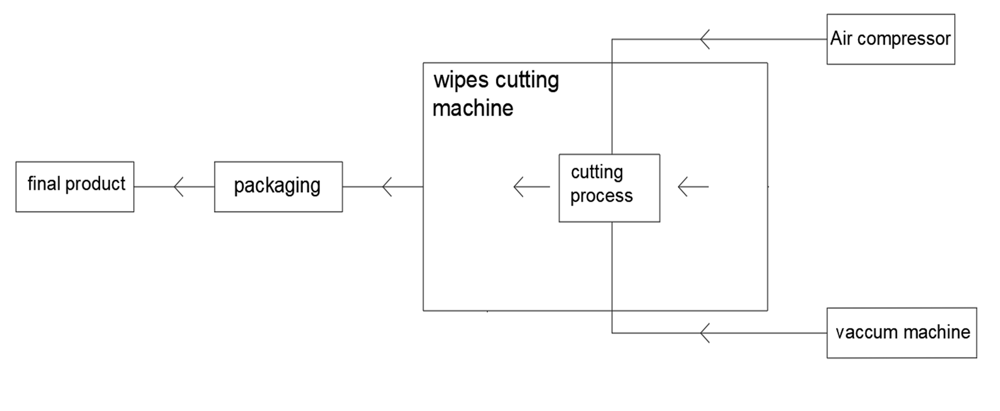 Air compressor
wipes cutting
machine
cutting
process
packaging
final product
vaccum machine